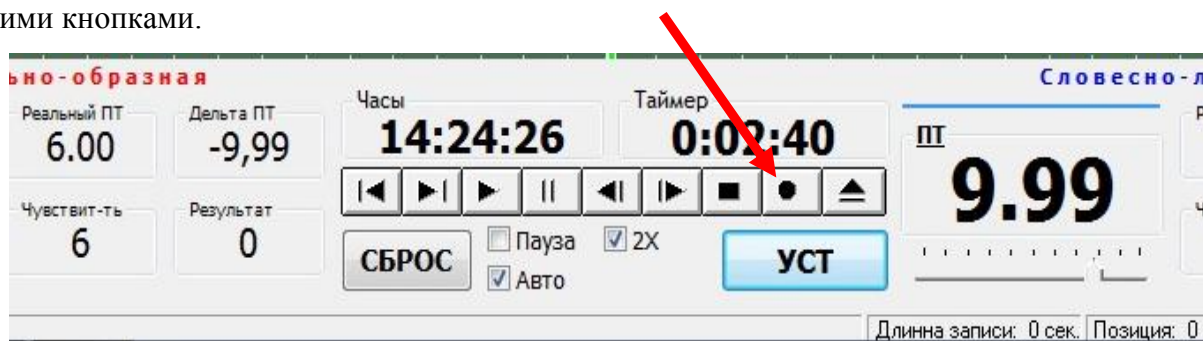 ими кнопками.
ьно-образная
Словесно-л
Реальный ПТ
6.00
Дельта ПТ
-9,99
Часы
14:24:26
Таймер
0:02:40
ПТ
9.99
Чувствит-ть
6
Результат
0
СБРОС
Пауза
2X
Авто
УСТ
Длинна записи: 0 сек.
Позиция: 0